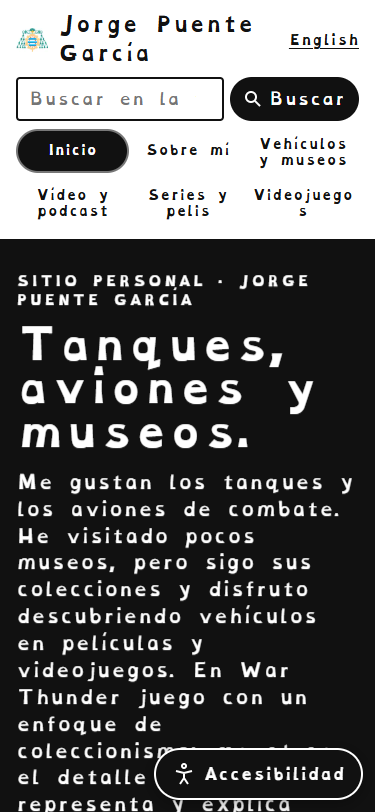 Jorge Puente
García
English
Buscar en la
Buscar
Inicio
Sobre mí
Vehículos
y museos
Vídeo y
podcast
Series y
pelis
Videojuego
s
SITIO PERSONAL · JORGE
PUENTE GARCÍA
Tanques,
aviones y
museos.
Me gustan los tanques y
los aviones de combate.
He visitado pocos
museos, pero sigo sus
colecciones y disfruto
descubriendo vehículos
en películas y
videojuegos. En War
Thunder juego con un
enfoque de
el detalle
representa y explica
Accesibilidad